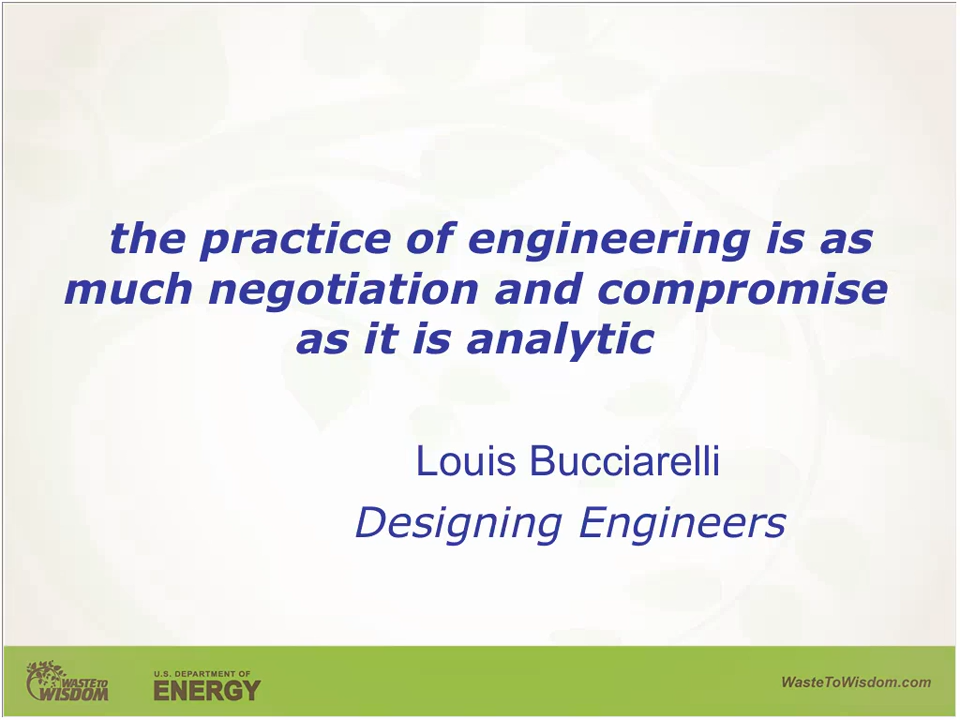 the practice of engineering is as
much negotiation and compromise
as it is analytic
Louis Bucciarelli
Designing Engineers
WASTE TO
WISDOM
U.S. DEPARTMENT OF
ENERGY
WasteToWisdom.com